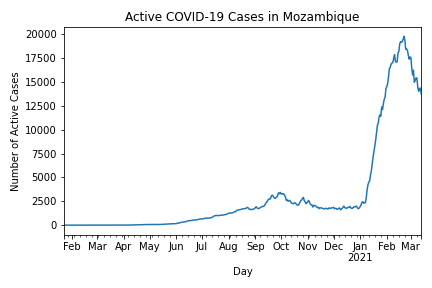 Active COVID-19 Cases in Mozambique
Number of Active Cases
20000
17500
15000
12500
10000
7500
5000
2500
0
Feb Mar Apr May Jun Jul Aug Sep Oct Nov Dec Jan Feb Mar
2021
Day